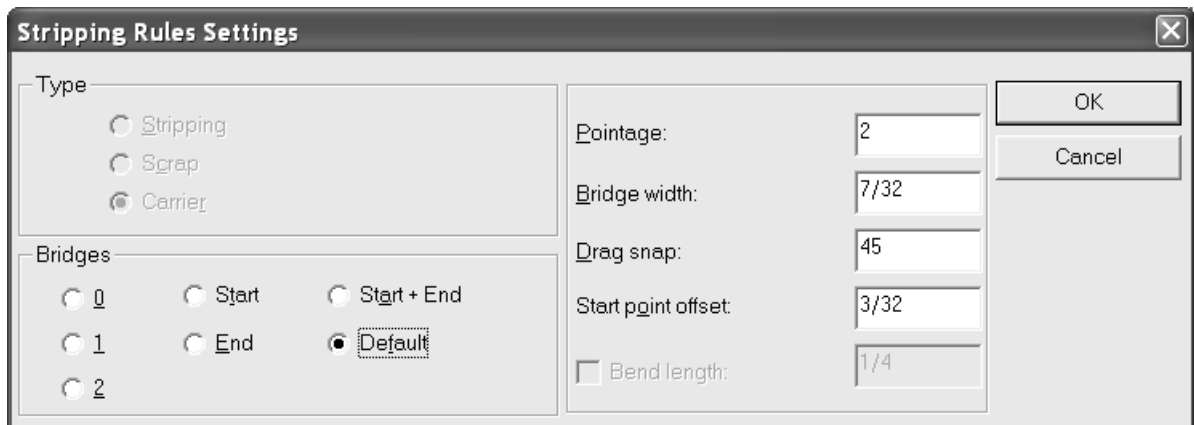 Stripping Rules Settings
Type
Stripping
Scrap
Carrier
Bridges
0
Start
Start + End
1
End
Default
2
Pointage:
2
Bridge width:
7/32
Drag snap:
45
Start point offset:
3/32
Bend length:
1/4
OK
Cancel